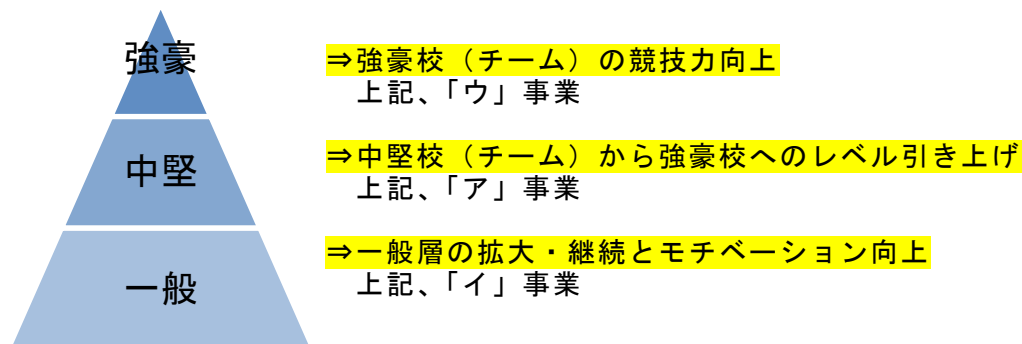 強豪
⇒強豪校（チーム）の競技力向上
上記、「ウ」事業
中堅
⇒中堅校（チーム）から強豪校へのレベル引き上げ
上記、「ア」事業
一般
⇒一般層の拡大・継続とモチベーション向上
上記、「イ」事業